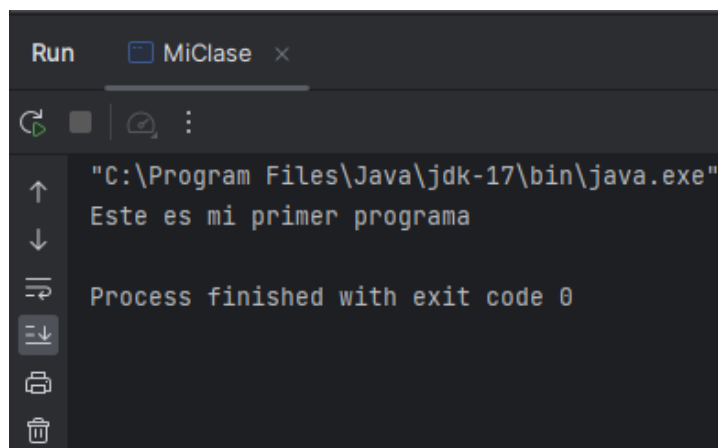 Run MiClase
"C:\Program Files\Java\jdk-17\bin\java.exe"
Este es mi primer programa
Process finished with exit code 0